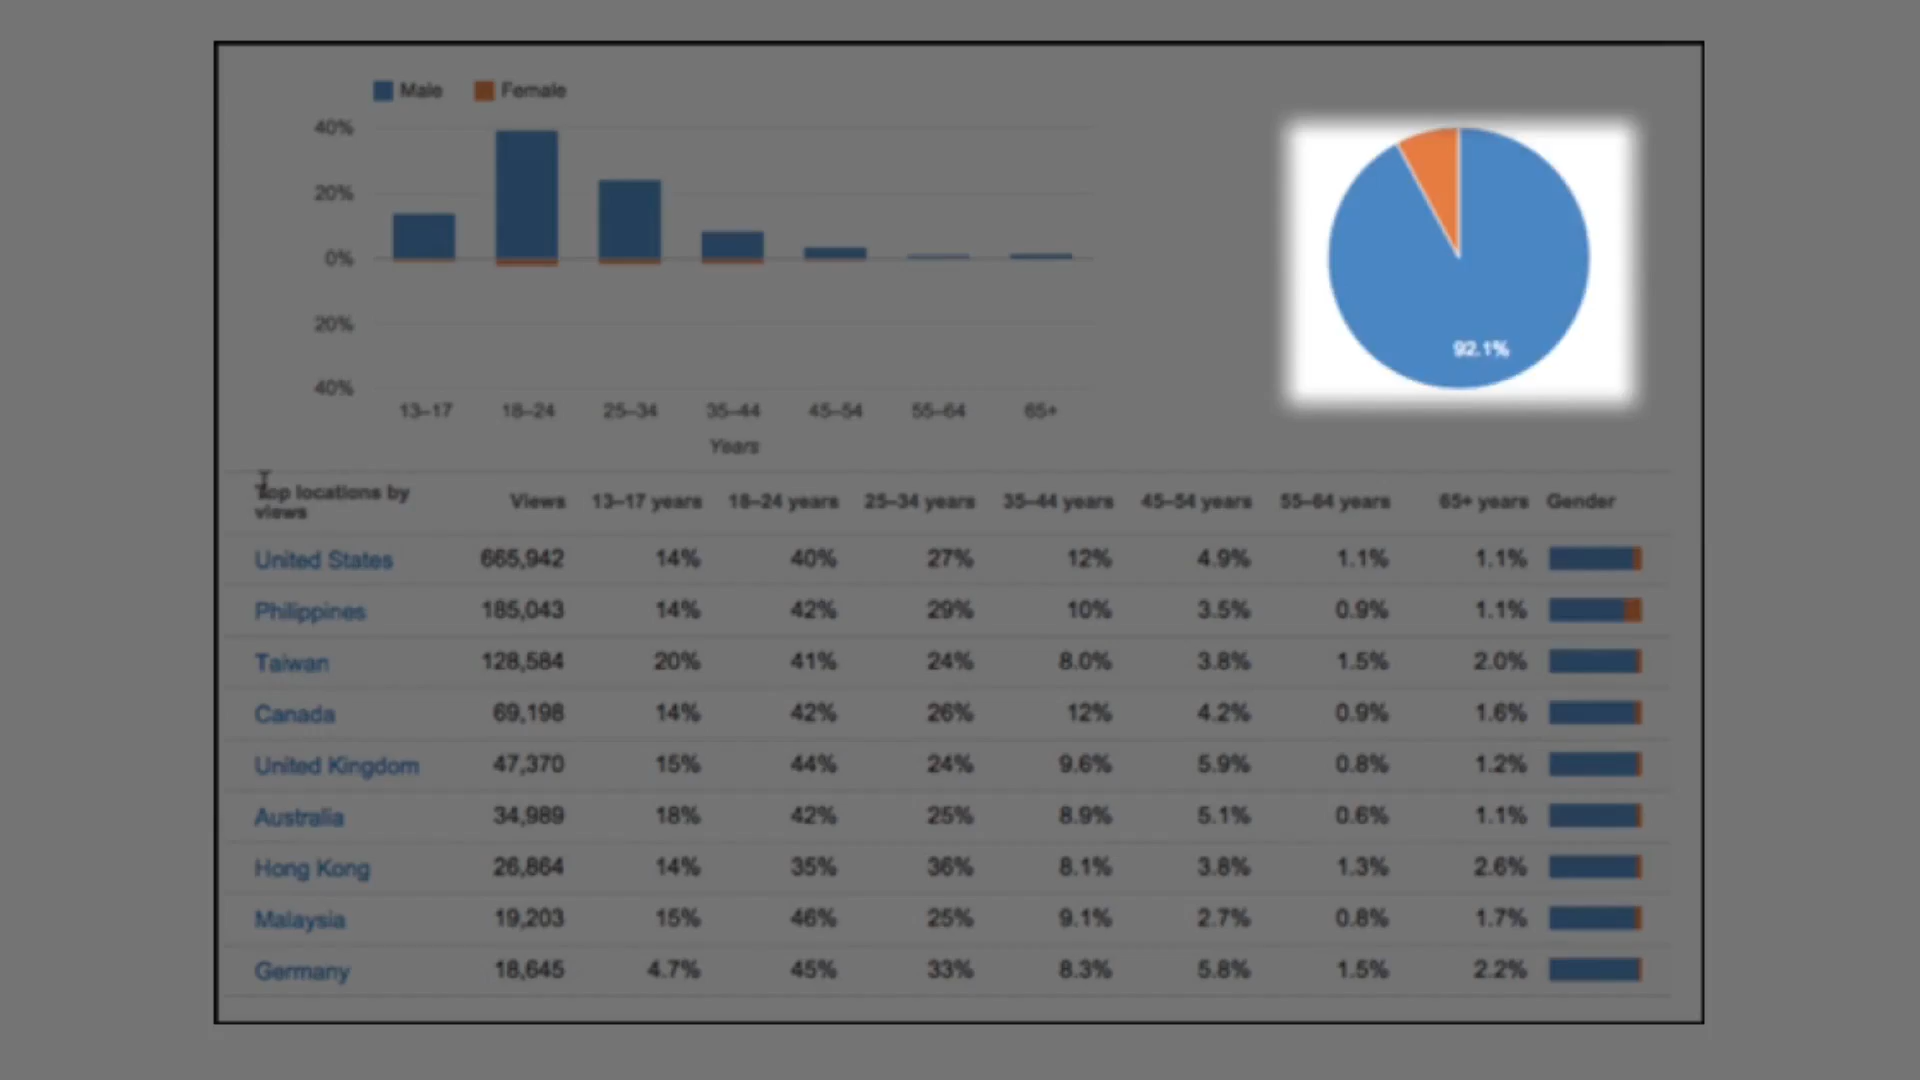 Male Female
40%
20%
0%
20%
40%
13–17 18–24 25–34 35–44 45–54 55–64 65+
Years
92.1%
Top locations by views Views 13–17 years 18–24 years 25–34 years 35–44 years 45–54 years 55–64 years 65+ years Gender
United States 665,942 14% 40% 27% 12% 4.9% 1.1% 1.1%
Philippines 185,043 14% 42% 29% 10% 3.5% 0.9% 1.1%
Taiwan 128,584 20% 41% 24% 8.0% 3.8% 1.5% 2.0%
Canada 69,198 14% 42% 26% 12% 4.2% 0.9% 1.6%
United Kingdom 47,370 15% 44% 24% 9.6% 5.9% 0.8% 1.2%
Australia 34,989 18% 42% 25% 8.9% 5.1% 0.6% 1.1%
Hong Kong 26,864 14% 35% 36% 8.1% 3.8% 1.3% 2.6%
Malaysia 19,203 15% 46% 25% 9.1% 2.7% 0.8% 1.7%
Germany 18,645 4.7% 45% 33% 8.3% 5.8% 1.5% 2.2%